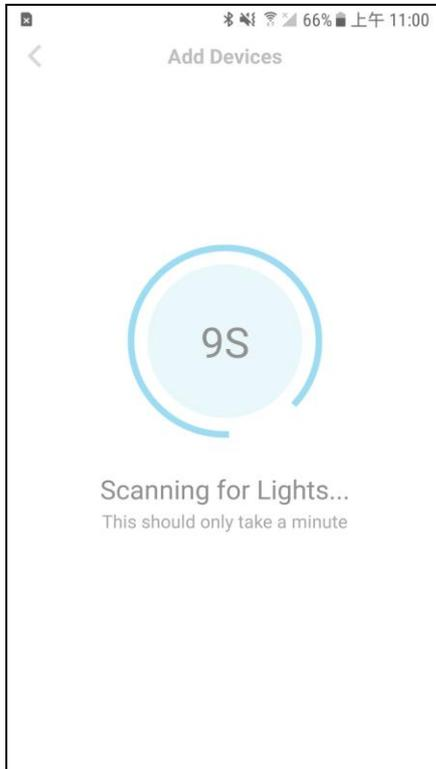 66% 上午 11:00
Add Devices
9S
Scanning for Lights...
This should only take a minute